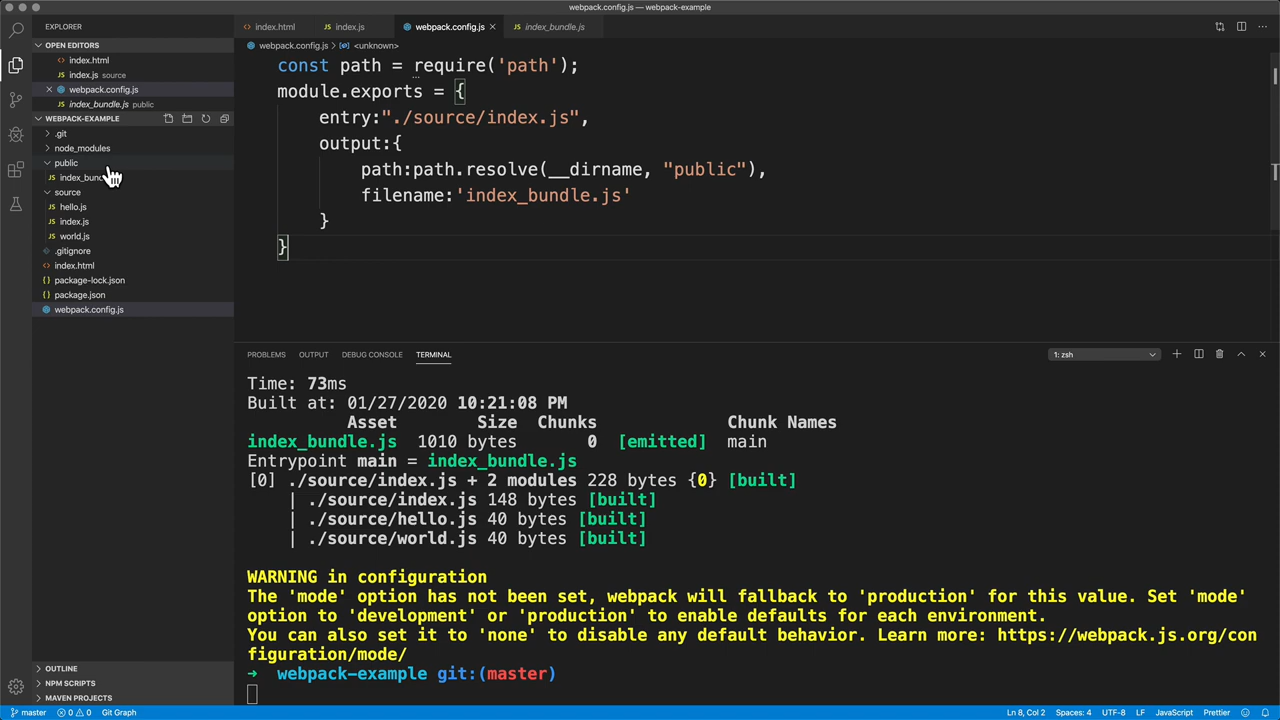 webpack.config.js — webpack-example
EXPLORER
OPEN EDITORS
index.html
index.js source
webpack.config.js
index_bundle.js public
WEBPACK-EXAMPLE
.git
node_modules
public
index_bun
source
hello.js
index.js
world.js
.gitignore
index.html
package-lock.json
package.json
webpack.config.js
OUTLINE
NPM SCRIPTS
MAVEN PROJECTS
index.html index.js webpack.config.js index_bundle.js
webpack.config.js <unknown>
const path = require('path');
module.exports = {
entry:"./source/index.js",
output:{
path:path.resolve(__dirname, "public"),
filename:'index_bundle.js'
}
}
PROBLEMS OUTPUT DEBUG CONSOLE TERMINAL 1: zsh
Time: 73ms
Built at: 01/27/2020 10:21:08 PM
Asset Size Chunks Chunk Names
index_bundle.js 1010 bytes 0 [emitted] main
Entrypoint main = index_bundle.js
[0] ./source/index.js + 2 modules 228 bytes {0} [built]
| ./source/index.js 148 bytes [built]
| ./source/hello.js 40 bytes [built]
| ./source/world.js 40 bytes [built]
WARNING in configuration
The 'mode' option has not been set, webpack will fallback to 'production' for this value. Set 'mode'
option to 'development' or 'production' to enable defaults for each environment.
You can also set it to 'none' to disable any default behavior. Learn more: https://webpack.js.org/con
figuration/mode/
→ webpack-example git:(master)
master 0 0 Git Graph Ln 8, Col 2 Spaces: 4 UTF-8 LF JavaScript Prettier